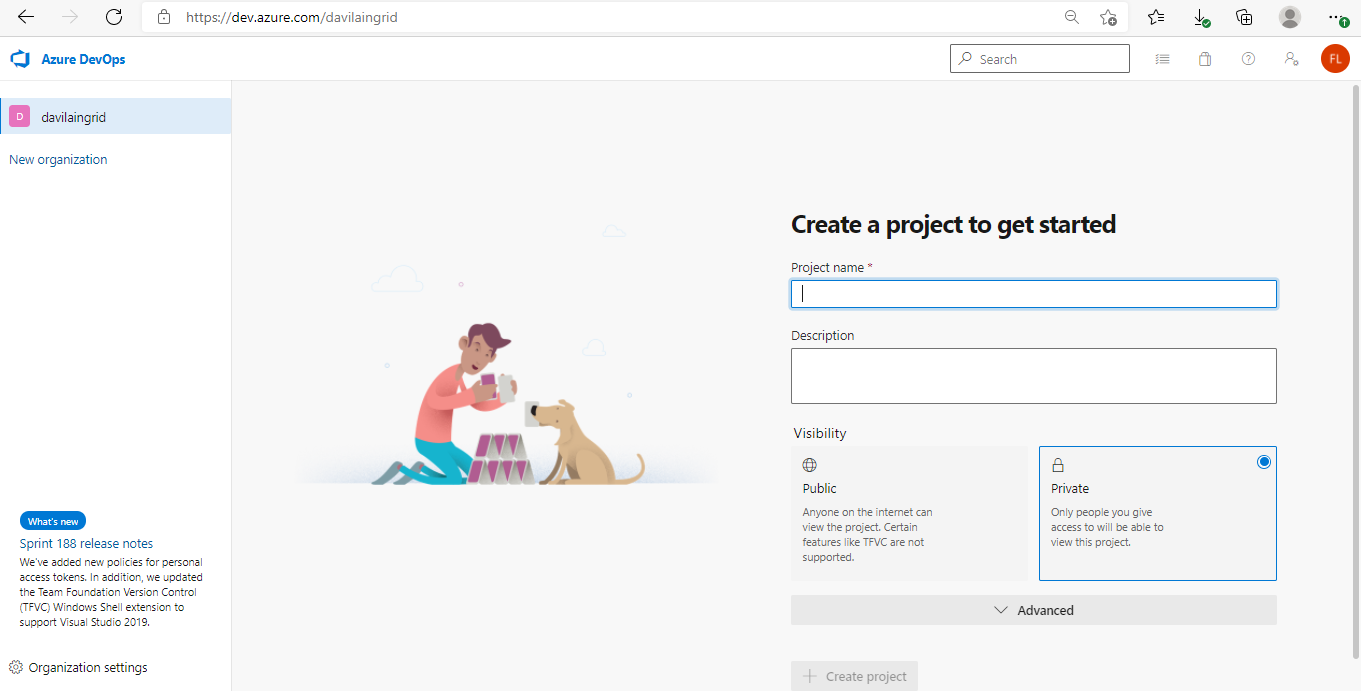 https://dev.azure.com/davilaingrid
Azure DevOps
Search
FL
D
davilaingrid
New organization
Create a project to get started
Project name *
Description
Visibility
Public
Anyone on the internet can
view the project. Certain
features like TFVC are not
supported.
Private
Only people you give
access to will be able to
view this project.
Advanced
Create project
What's new
Sprint 188 release notes
We've added new policies for personal
access tokens. In addition, we updated
the Team Foundation Version Control
(TFVC) Windows Shell extension to
support Visual Studio 2019.
Organization settings